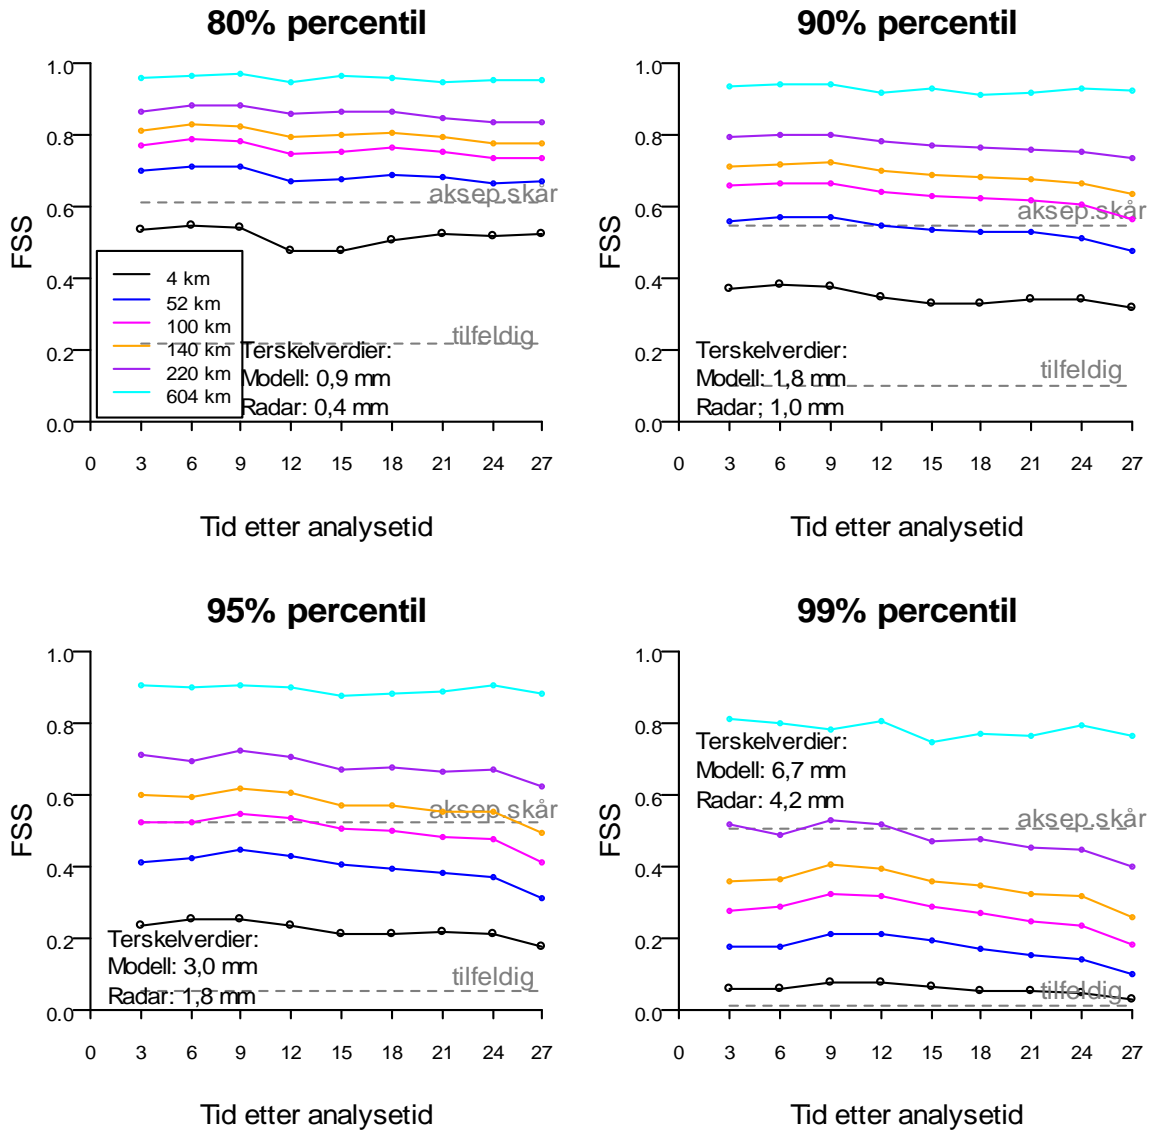 80% percentil
1.0
0.8
0.6
0.4
0.2
0.0
FSS
aksep.skår
tilfeldig
4 km
52 km
100 km
140 km
220 km
604 km
Terskelverdier:
Modell: 0,9 mm
Radar: 0,4 mm
0 3 6 9 12 15 18 21 24 27
Tid etter analysetid
90% percentil
1.0
0.8
0.6
0.4
0.2
0.0
FSS
aksep.skår
tilfeldig
Terskelverdier:
Modell: 1,8 mm
Radar; 1,0 mm
0 3 6 9 12 15 18 21 24 27
Tid etter analysetid
95% percentil
1.0
0.8
0.6
0.4
0.2
0.0
FSS
aksep.skår
tilfeldig
Terskelverdier:
Modell: 3,0 mm
Radar: 1,8 mm
0 3 6 9 12 15 18 21 24 27
Tid etter analysetid
99% percentil
1.0
0.8
0.6
0.4
0.2
0.0
FSS
Terskelverdier:
Modell: 6,7 mm
Radar: 4,2 mm
aksep.skår
tilfeldig
0 3 6 9 12 15 18 21 24 27
Tid etter analysetid